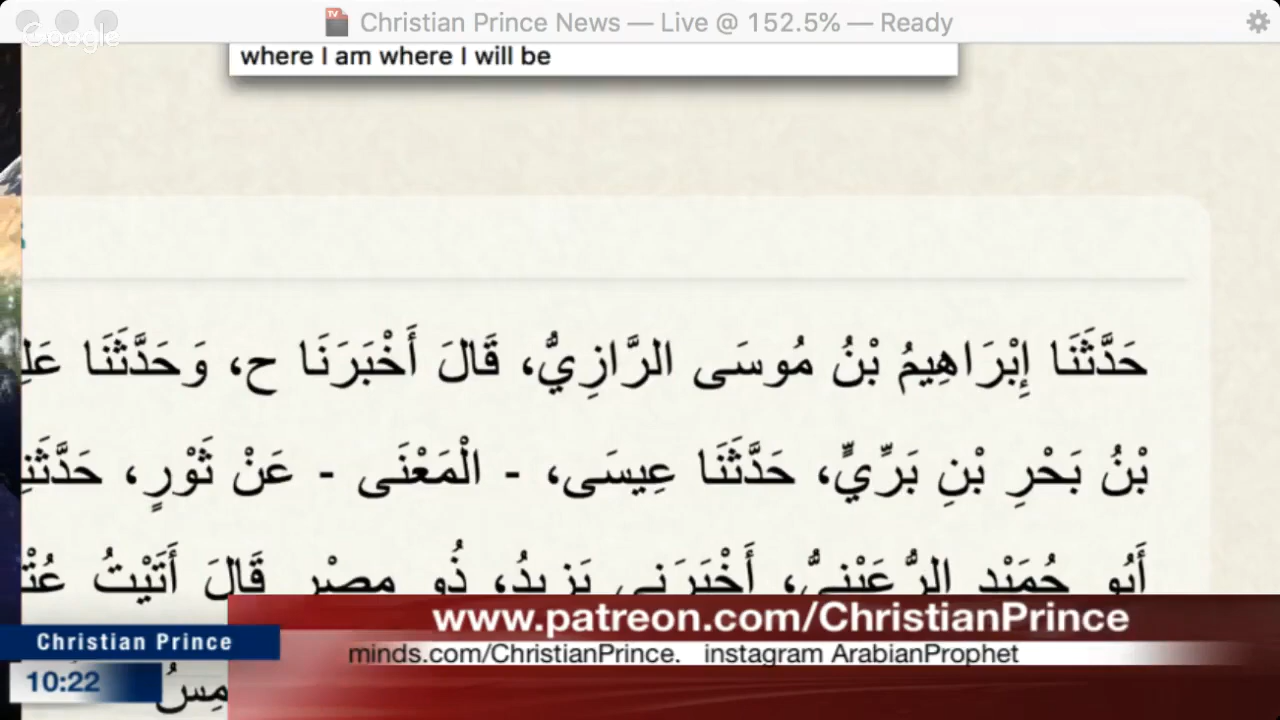 Christian Prince News — Live @ 152.5% — Ready
Google
where I am where I will be
حَدَّثَنَا إِبْرَاهِيمُ بْنُ مُوسَى الرَّازِيُّ، قَالَ أَخْبَرَنَا ح، وَحَدَّثَنَا
بْنُ بَحْرِ بْنِ بَرِّيٍّ، حَدَّثَنَا عِيسَى، - الْمَعْنَى - عَنْ ثَوْرٍ،
أَبُو حُمَيْدٍ الرُّعَيْنِيُّ، أَخْبَرَنِي يَزِيدُ، ذُو مِصْرٍ قَالَ أَتَيْتُ
www.patreon.com/ChristianPrince
Christian Prince
minds.com/ChristianPrince. instagram ArabianProphet
10:22